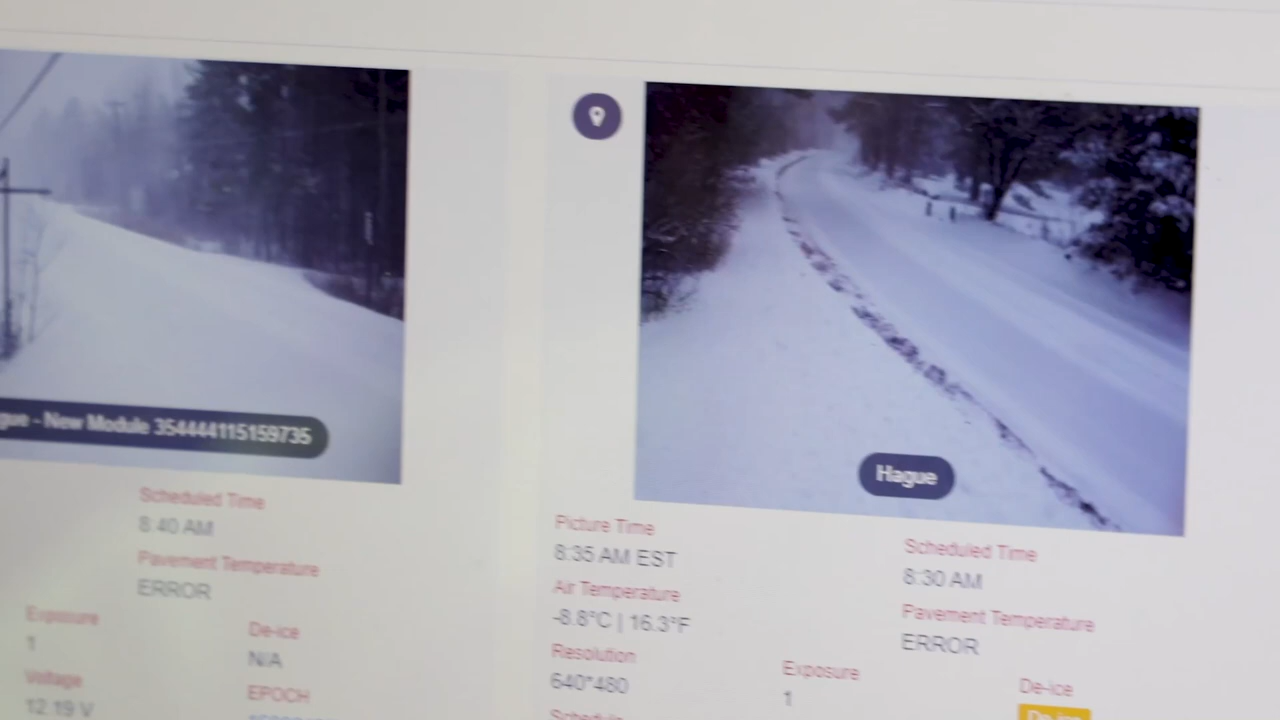 gue - New Module 354444115159735
Scheduled Time
8:40 AM
Pavement Temperature
ERROR
Exposure
1
De-ice
N/A
Voltage
12.19 V
EPOCH
Hague
Picture Time
8:35 AM EST
Scheduled Time
8:30 AM
Air Temperature
-8.8°C | 16.3°F
Pavement Temperature
ERROR
Resolution
640*480
Exposure
1
De-ice
De-ice